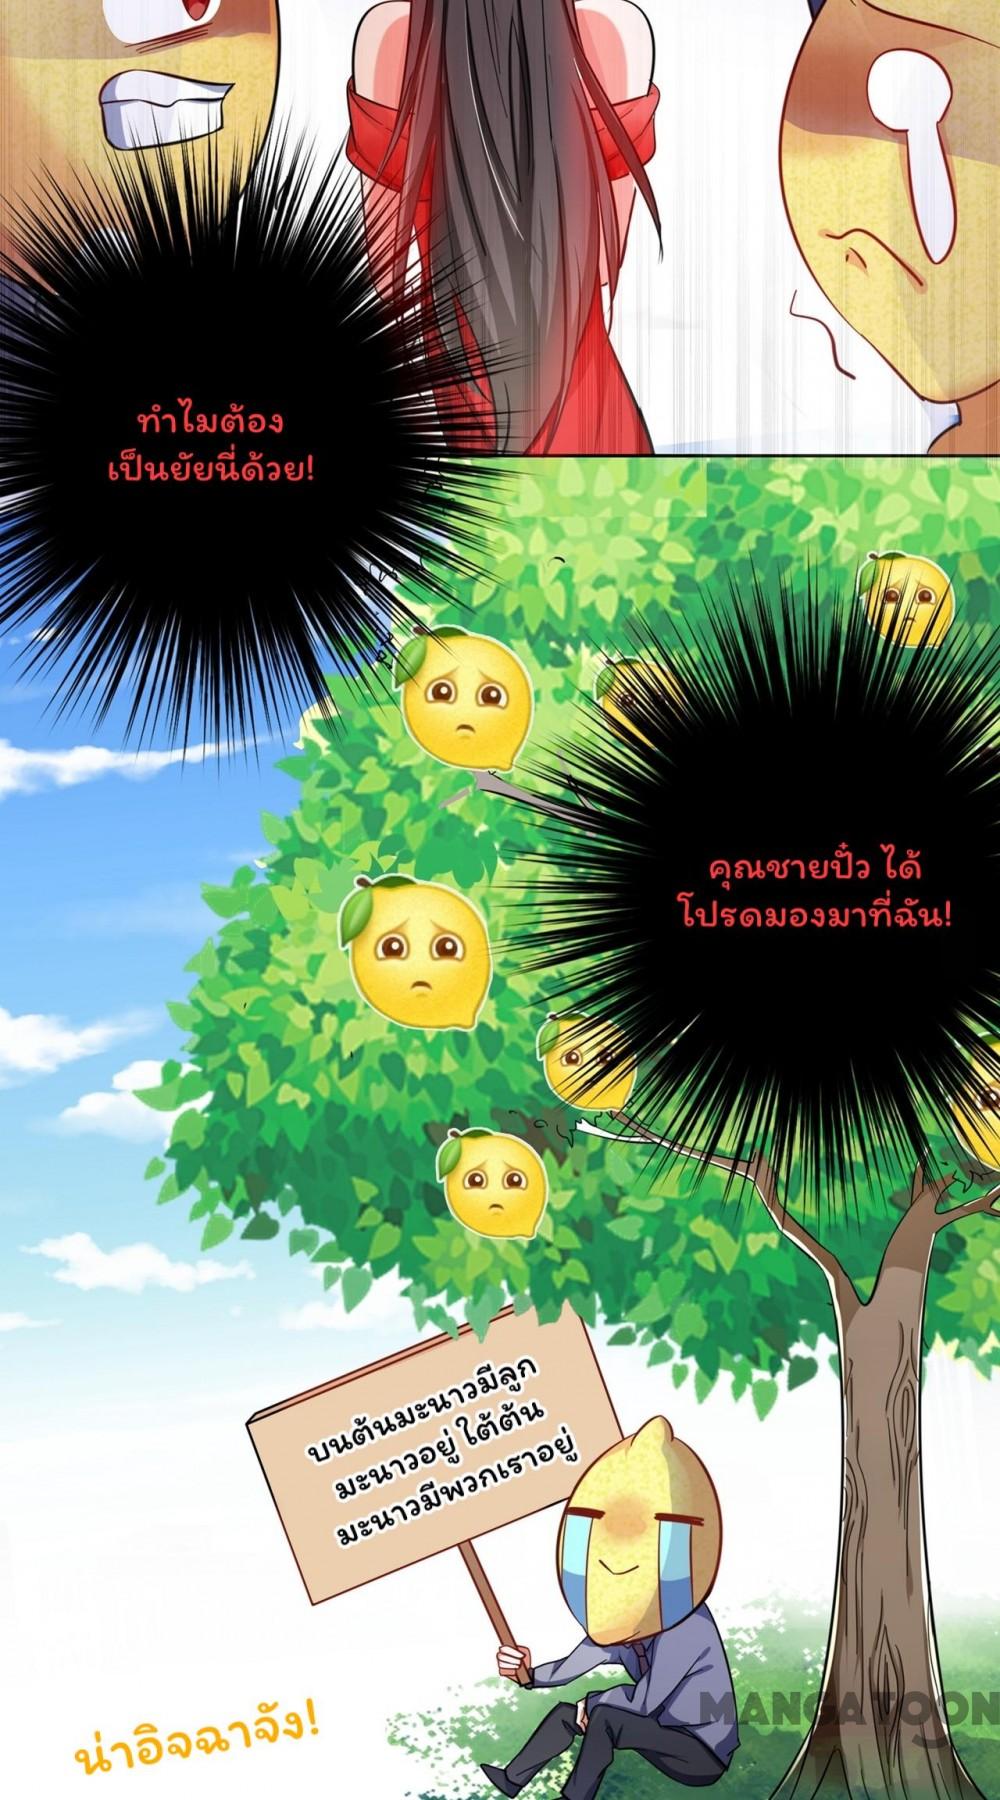 ทำไมต้อง
เป็นยัยนี่ด้วย!
คุณชายปั๋ว ได้
โปรดมองมาที่ฉัน!
บนต้นมะนาวมีลูก
มะนาวอยู่ ใต้ต้น
มะนาวมีพวกเราอยู่
น่าอิจฉาจัง!
MANGATOON